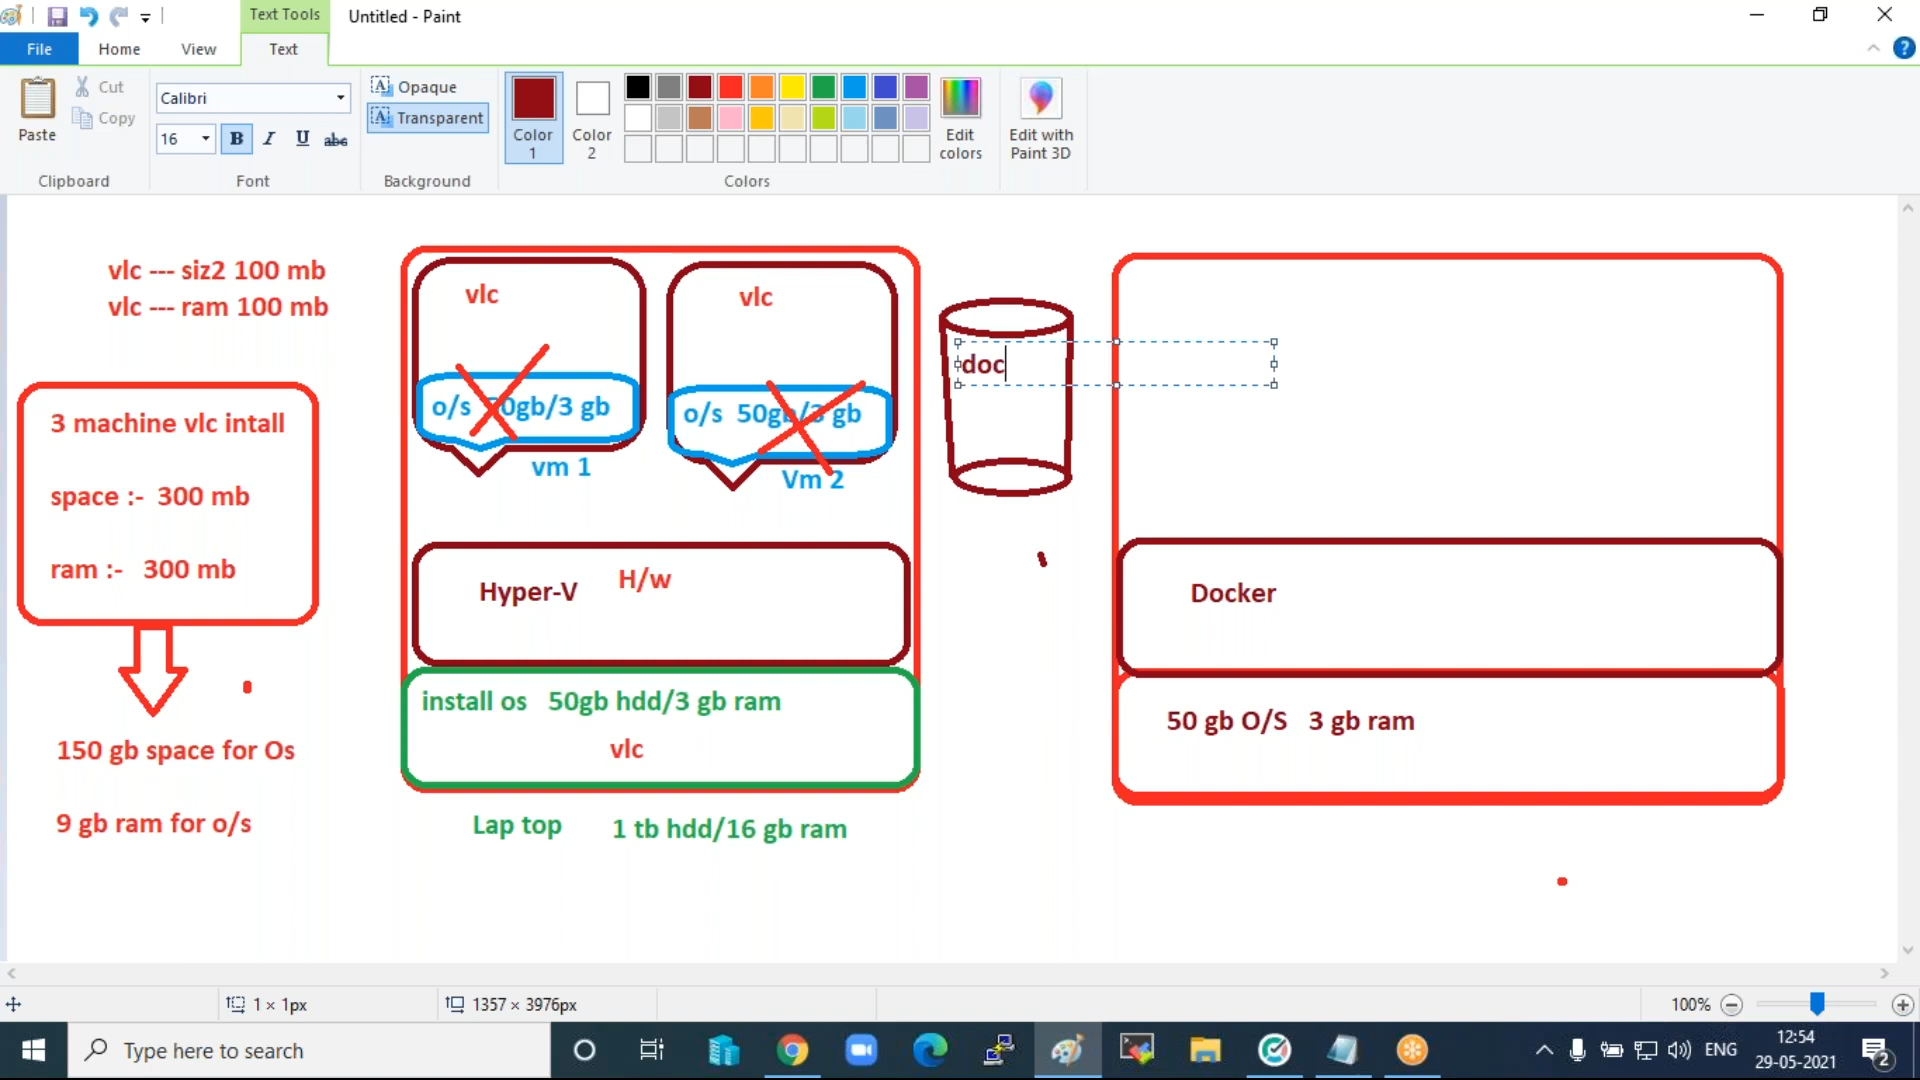 Text Tools
Untitled - Paint
File
Home
View
Text
Paste
Cut
Copy
Clipboard
Calibri
16
B
I
U
abc
Font
Opaque
Transparent
Background
Color
1
Color
2
Colors
Edit
colors
Edit with
Paint 3D
vlc --- siz2 100 mb
vlc --- ram 100 mb
3 machine vlc intall
space :- 300 mb
ram :- 300 mb
150 gb space for Os
9 gb ram for o/s
vlc
o/s 50gb/3 gb
vm 1
vlc
o/s 50gb/3 gb
Vm 2
Hyper-V
H/w
install os 50gb hdd/3 gb ram
vlc
Lap top
1 tb hdd/16 gb ram
doc
Docker
50 gb O/S 3 gb ram
1 × 1px
1357 × 3976px
100%
Type here to search
ENG
12:54
29-05-2021
2